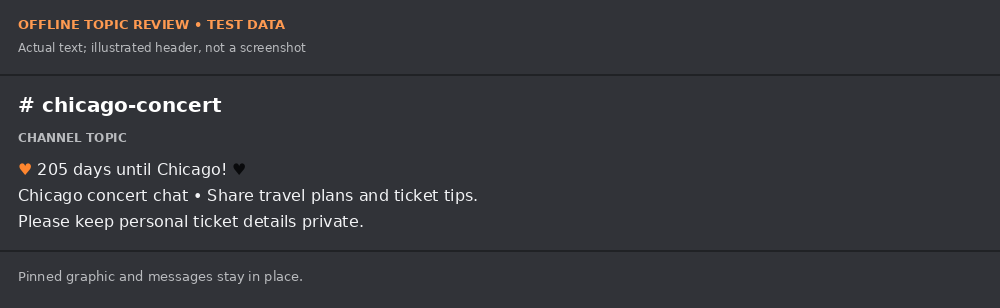 OFFLINE TOPIC REVIEW • TEST DATA
Actual text; illustrated header, not a screenshot
# chicago-concert
CHANNEL TOPIC
♥ 205 days until Chicago! ♥
Chicago concert chat • Share travel plans and ticket tips.
Please keep personal ticket details private.
Pinned graphic and messages stay in place.